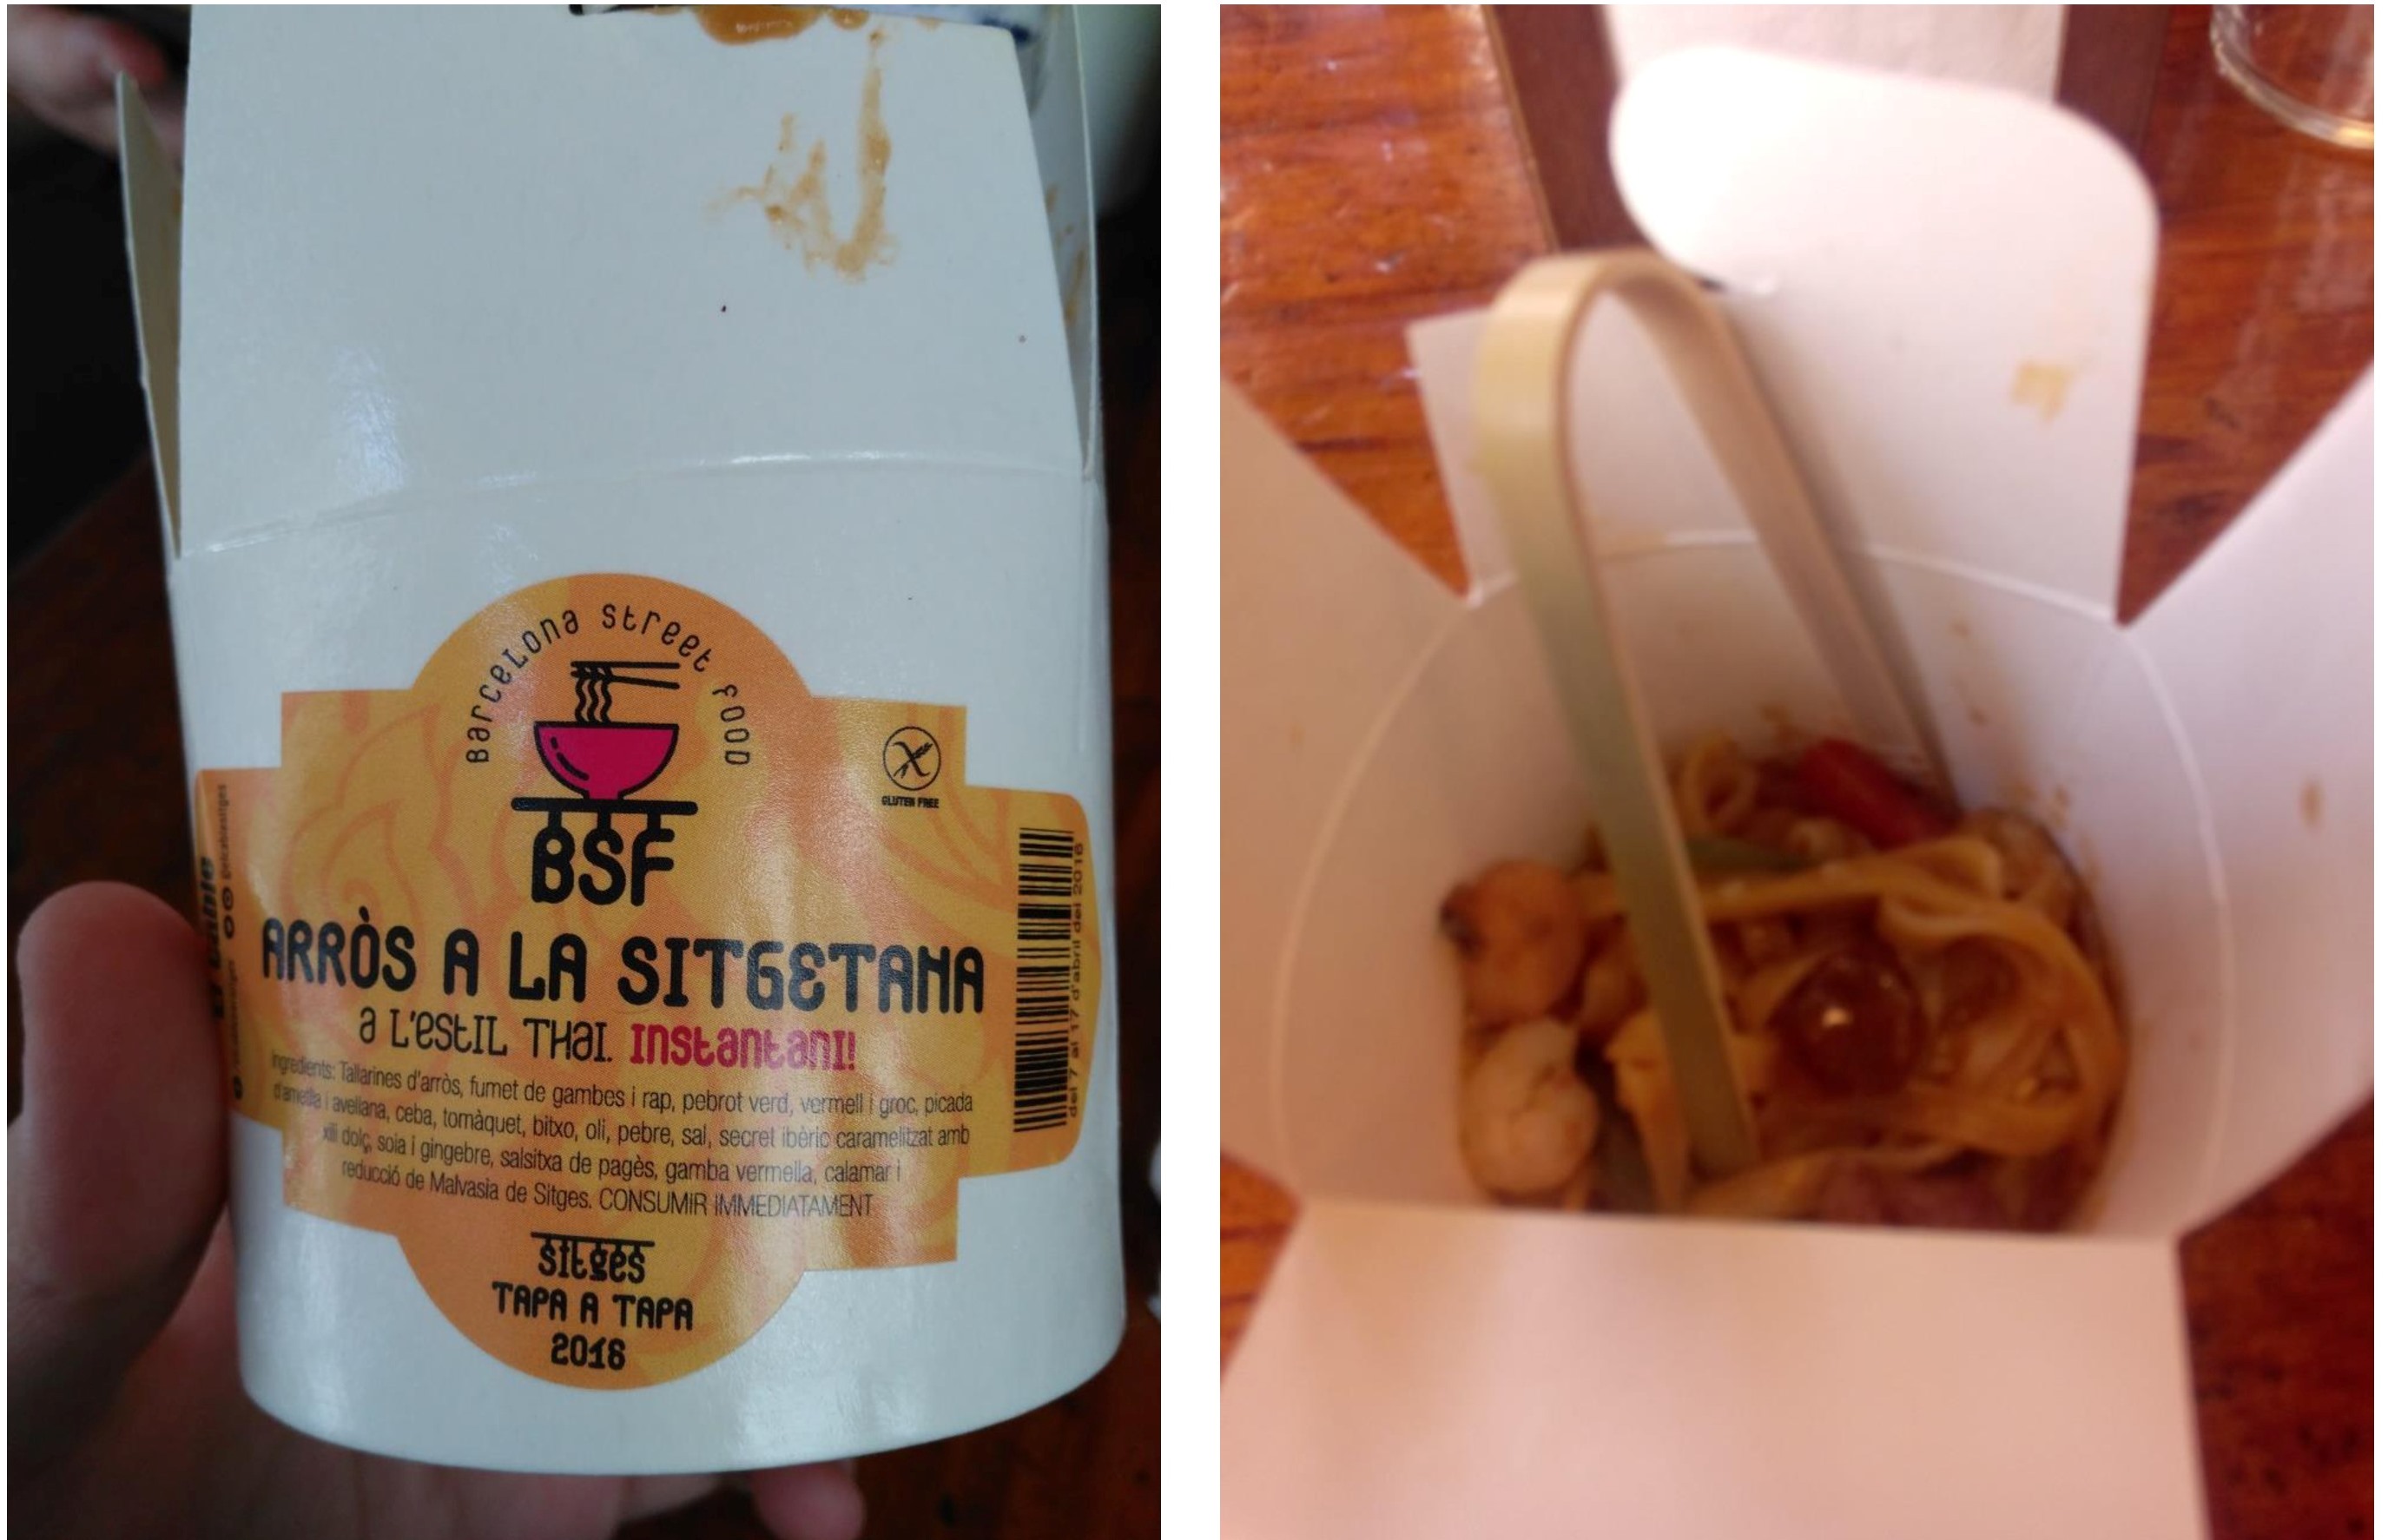 Barcelona Street Food
BSF
GLUTEN FREE
ARRÒS A LA SITGETANA
a l'estil Thai. Instantani!
Ingredients: Tallarines d'arròs, fumet de gambes i rap, pebrot verd, vermell i groc, picada
d'ametlla i avellana, ceba, tomàquet, bitxo, oli, pebre, sal, secret ibèric caramelitzat amb
xili dolç, soia i gingebre, salsitxa de pagès, gamba vermella, calamar i
reducció de Malvasia de Sitges. CONSUMIR IMMEDIATAMENT
Sitges
TAPA A TAPA
2016
del 7 al 17 d'abril del 2016